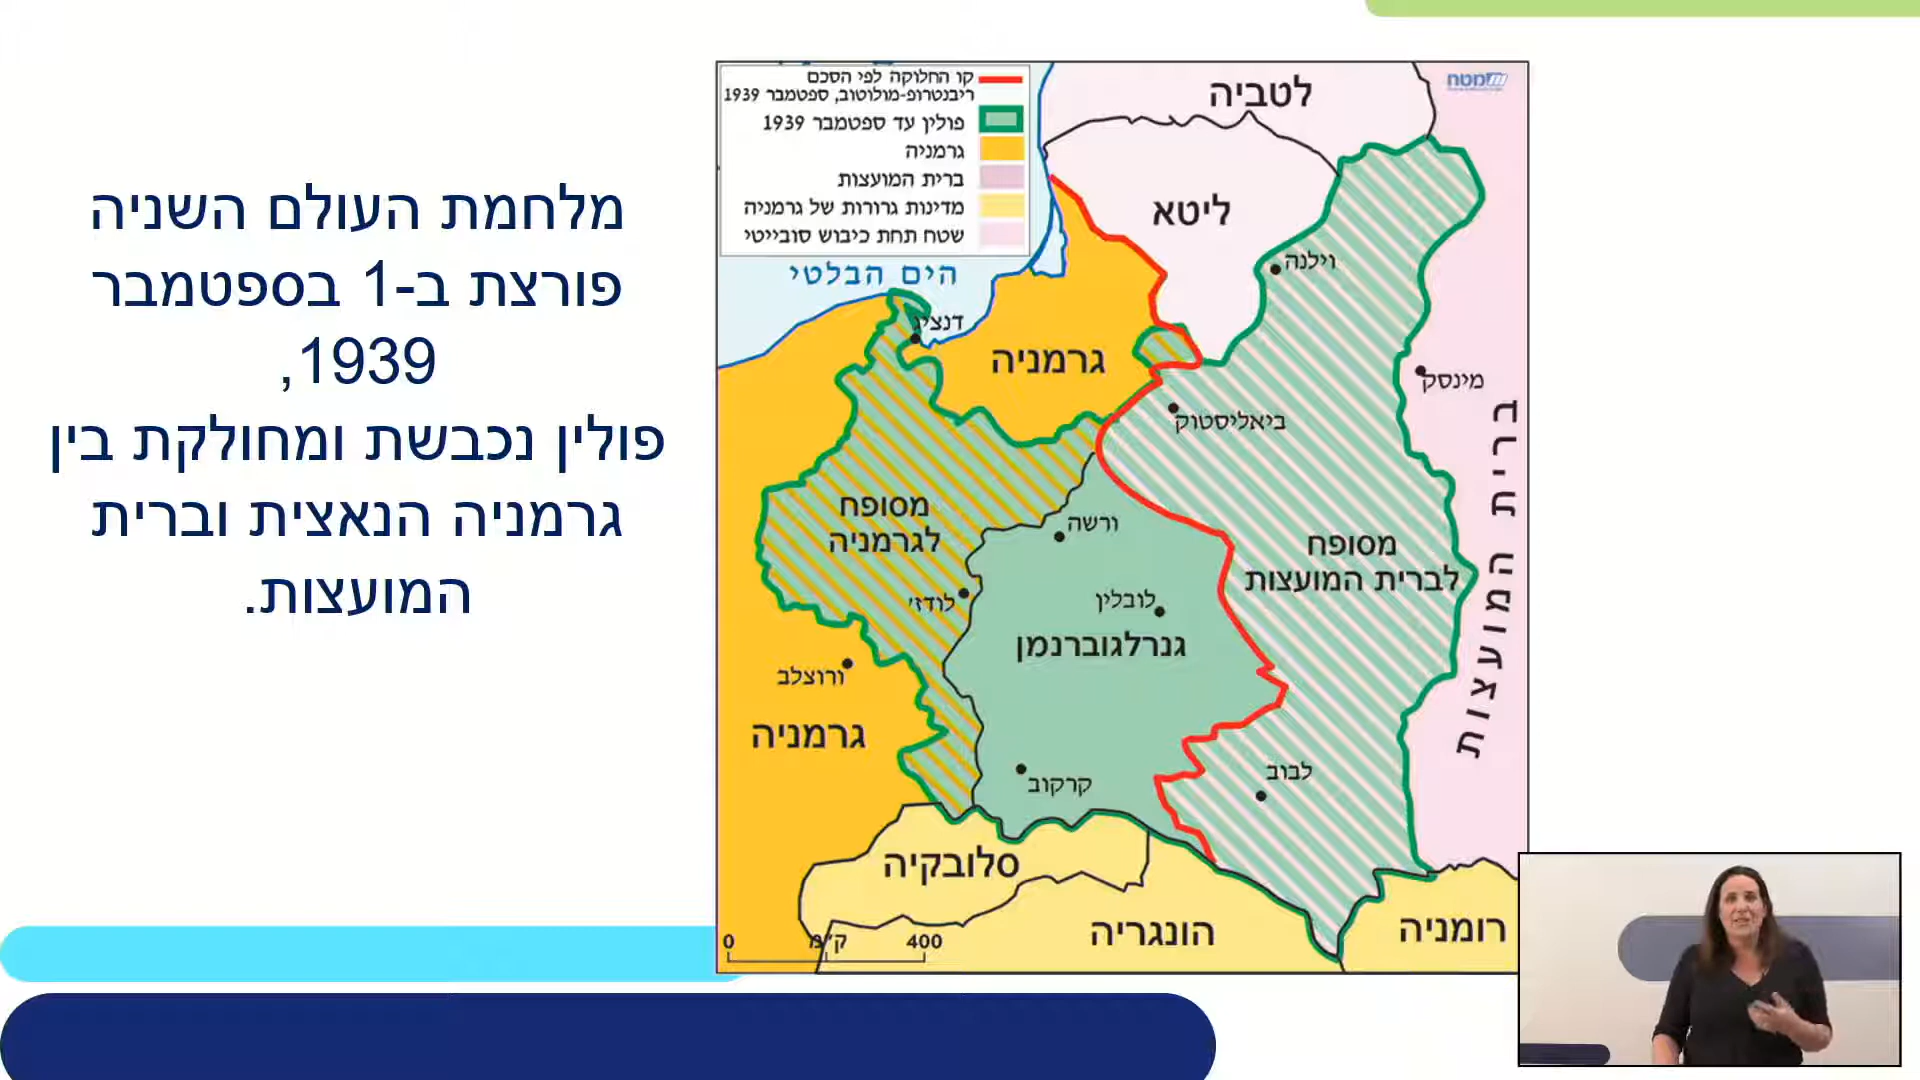 מלחמת העולם השניה
פורצת ב-1 בספטמבר
1939,
פולין נכבשת ומחולקת בין
גרמניה הנאצית וברית
המועצות.
מטח
קו החלוקה לפי הסכם
ריבנטרופ-מולוטוב, ספטמבר 1939
פולין עד ספטמבר 1939
גרמניה
ברית המועצות
מדינות גרורות של גרמניה
שטח תחת כיבוש סובייטי
לטביה
ליטא
הים הבלטי
וילנה
דנציג
גרמניה
מינסק
ביאליסטוק
ברית המועצות
מסופח
לגרמניה
ורשה
מסופח
לברית המועצות
לודז'
לובלין
גנרלגוברנמן
ורוצלב
גרמניה
קרקוב
לבוב
סלובקיה
הונגריה
רומניה
0 ק"מ 400